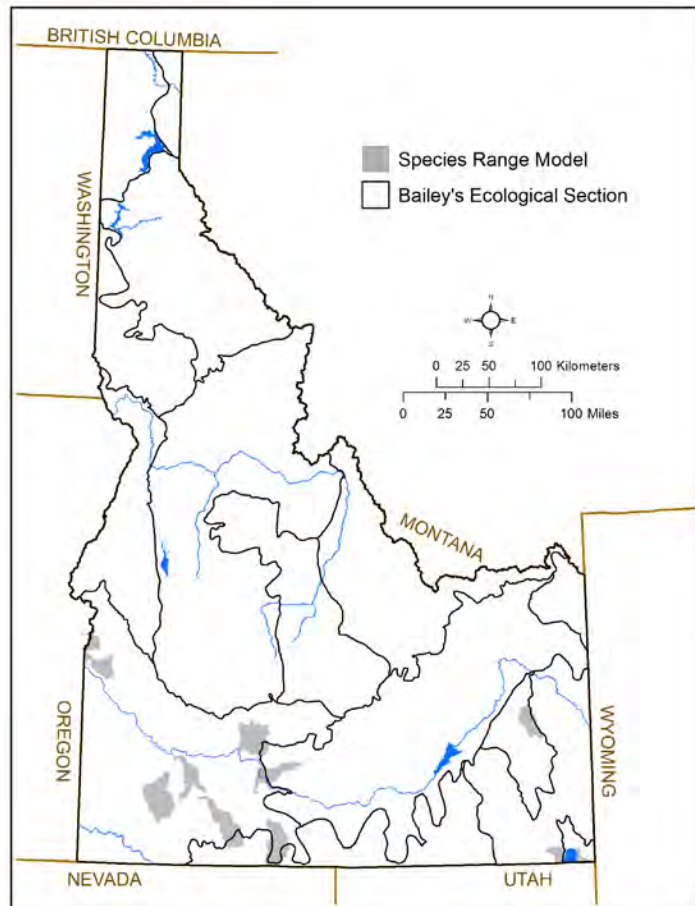 BRITISH COLUMBIA
WASHINGTON
Species Range Model
Bailey's Ecological Section
N
W E
S
0 25 50 100 Kilometers
0 25 50 100 Miles
MONTANA
OREGON
WYOMING
NEVADA
UTAH